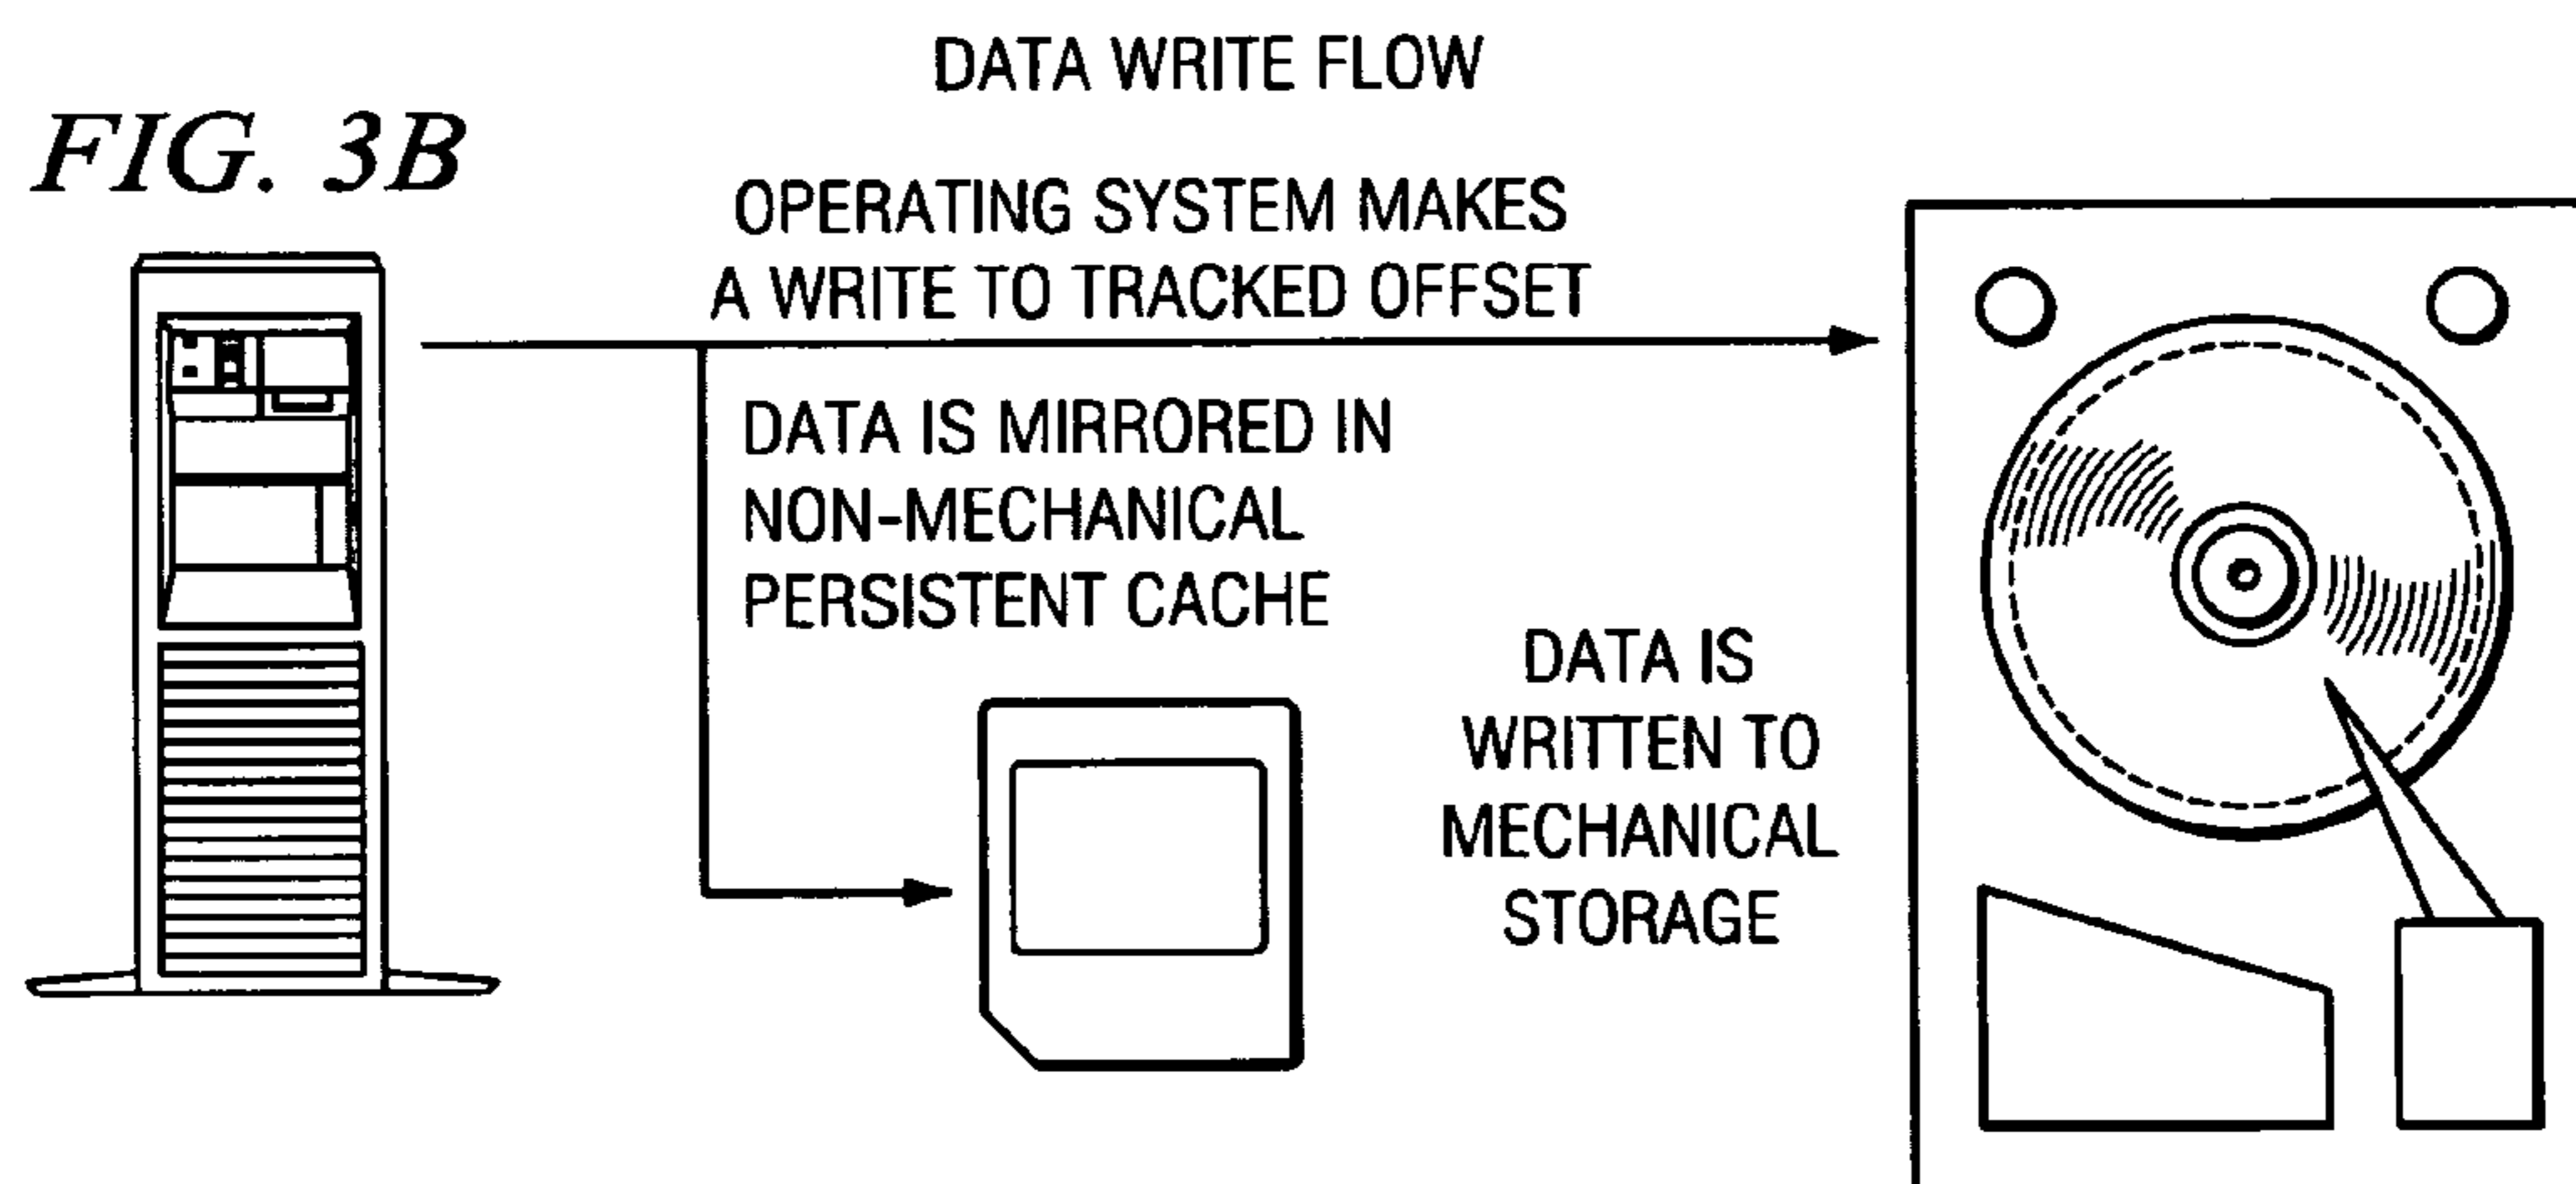 DATA WRITE FLOW
FIG. 3B
OPERATING SYSTEM MAKES
A WRITE TO TRACKED OFFSET
DATA IS MIRRORED IN
NON-MECHANICAL
PERSISTENT CACHE
DATA IS
WRITTEN TO
MECHANICAL
STORAGE